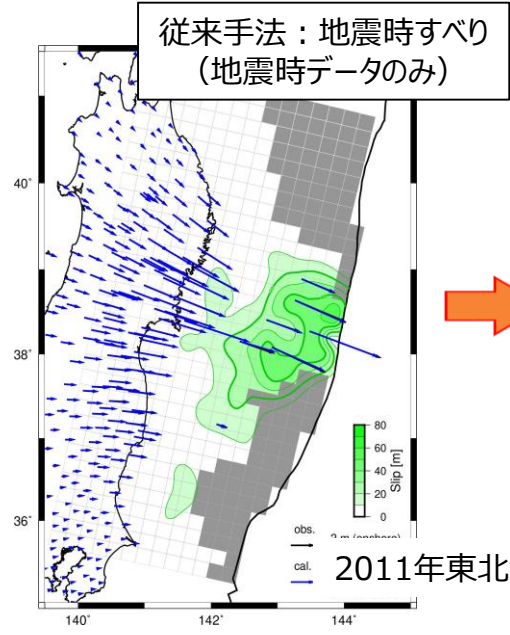 従来手法：地震時すべり
（地震時データのみ）
40˚
38˚
36˚
80
60
40
20
0
Slip [m]
obs.
cal.
2011年東北
140˚
142˚
144˚